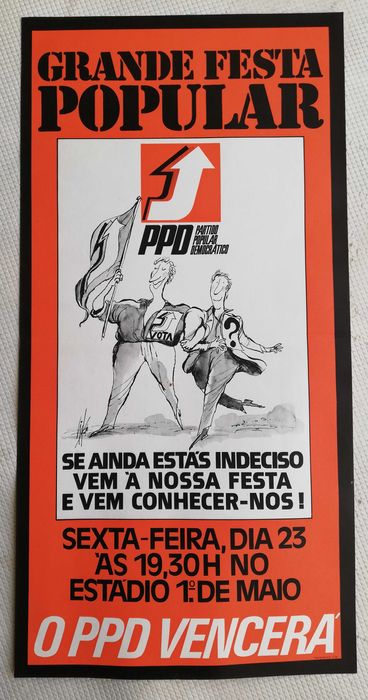 GRANDE FESTA
POPULAR
PPD PARTIDO
POPULAR
DEMOCRÁTICO
VOTA
?
SE AINDA ESTÁS INDECISO
VEM À NOSSA FESTA
E VEM CONHECER-NOS!
SEXTA-FEIRA, DIA 23
ÀS 19,30H NO
ESTÁDIO 1º DE MAIO
O PPD VENCERÁ